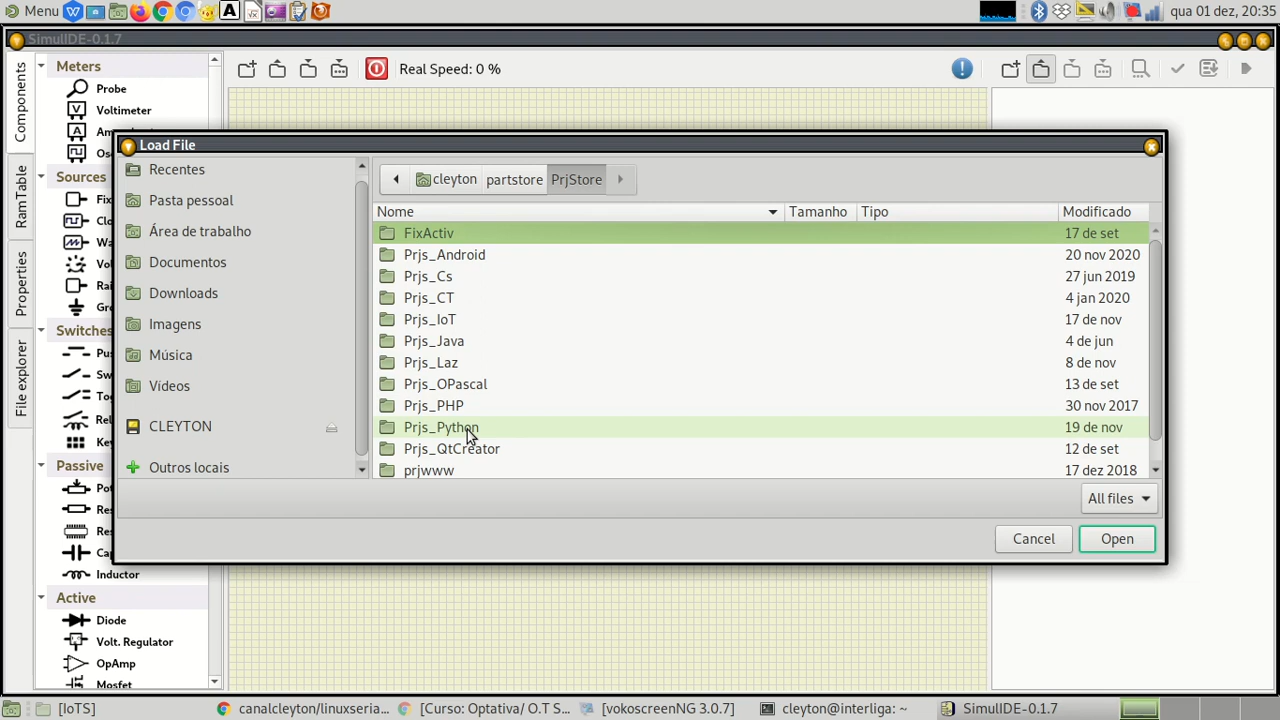 Menu
qua 01 dez, 20:35
SimulIDE-0.1.7
Components
RamTable
Properties
File explorer
Meters
Probe
Voltimeter
Sources
Switches
Passive
Inductor
Active
Diode
Volt. Regulator
OpAmp
Mosfet
Real Speed: 0 %
Load File
Recentes
Pasta pessoal
Área de trabalho
Documentos
Downloads
Imagens
Música
Vídeos
CLEYTON
Outros locais
cleyton partstore PrjStore
Nome Tamanho Tipo Modificado
FixActiv 17 de set
Prjs_Android 20 nov 2020
Prjs_Cs 27 jun 2019
Prjs_CT 4 jan 2020
Prjs_IoT 17 de nov
Prjs_Java 4 de jun
Prjs_Laz 8 de nov
Prjs_OPascal 13 de set
Prjs_PHP 30 nov 2017
Prjs_Python 19 de nov
Prjs_QtCreator 12 de set
prjwww 17 dez 2018
All files
Cancel Open
[IoTS] canalcleyton/linuxseria... [Curso: Optativa/ O.T S... [vokoscreenNG 3.0.7] cleyton@interliga: ~ SimulIDE-0.1.7